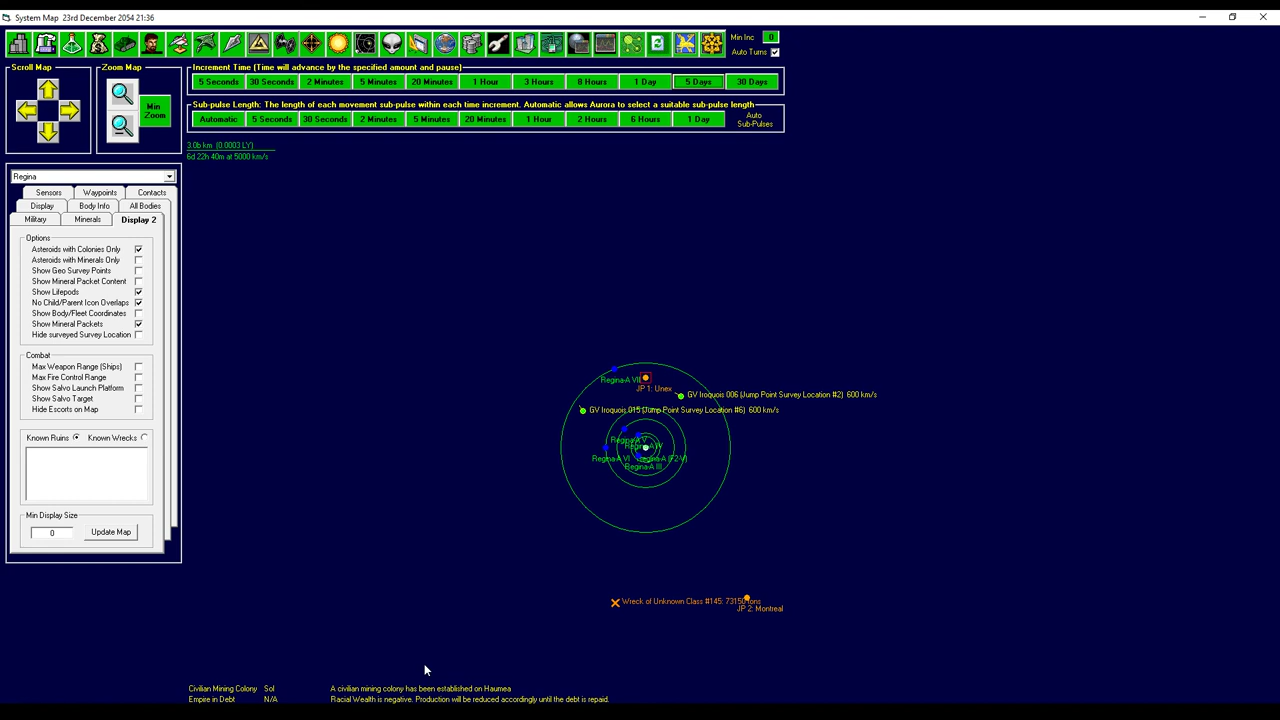 System Map  23rd December 2054 21:36
Min Inc 0
Auto Turns
Scroll Map
Zoom Map
Min Zoom
Increment Time (Time will advance by the specified amount and pause)
5 Seconds 30 Seconds 2 Minutes 5 Minutes 20 Minutes 1 Hour 3 Hours 8 Hours 1 Day 5 Days 30 Days
Sub-pulse Length: The length of each movement sub-pulse within each time increment. Automatic allows Aurora to select a suitable sub-pulse length
Automatic 5 Seconds 30 Seconds 2 Minutes 5 Minutes 20 Minutes 1 Hour 2 Hours 6 Hours 1 Day Auto Sub-Pulses
3.0b km (0.0003 LY)
6d 22h 40m at 5000 km/s
Regina
Sensors Waypoints Contacts
Display Body Info All Bodies
Military Minerals Display 2
Options
Asteroids with Colonies Only
Asteroids with Minerals Only
Show Geo Survey Points
Show Mineral Packet Content
Show Lifepods
No Child/Parent Icon Overlaps
Show Body/Fleet Coordinates
Show Mineral Packets
Hide surveyed Survey Location
Combat
Max Weapon Range (Ships)
Max Fire Control Range
Show Salvo Launch Platform
Show Salvo Target
Hide Escorts on Map
Known Ruins Known Wrecks
Min Display Size
0 Update Map
Regina-A VII
JP 1: Unex
GV Iroquois 006 (Jump Point Survey Location #2) 600 km/s
GV Iroquois 015 (Jump Point Survey Location #6) 600 km/s
Regina-A V
Regina-A IV
Regina-A VI
Regina-A (F2-V)
Regina-A III
Wreck of Unknown Class #145: 73150 tons
JP 2: Montreal
Civilian Mining Colony Sol A civilian mining colony has been established on Haumea
Empire in Debt N/A Racial Wealth is negative. Production will be reduced accordingly until the debt is repaid.